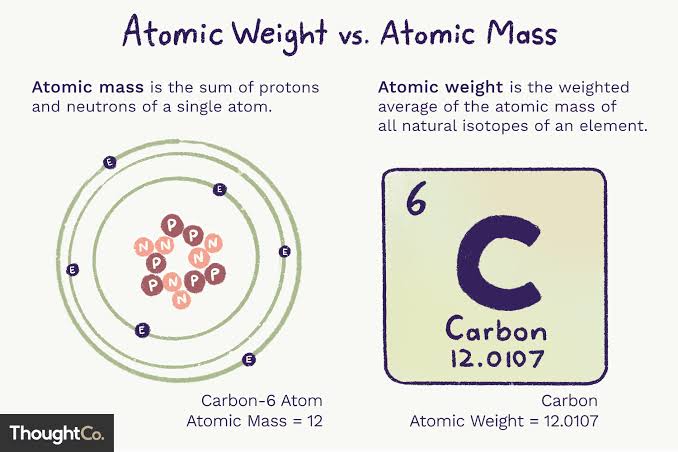 Atomic Weight vs. Atomic Mass
Atomic mass is the sum of protons
and neutrons of a single atom.
Atomic weight is the weighted
average of the atomic mass of
all natural isotopes of an element.
E
E
P
P
N
N
N
N
E
P
E
P
N
P
P
N
E
E
Carbon-6 Atom
Atomic Mass = 12
6
C
Carbon
12.0107
Carbon
Atomic Weight = 12.0107
ThoughtCo.